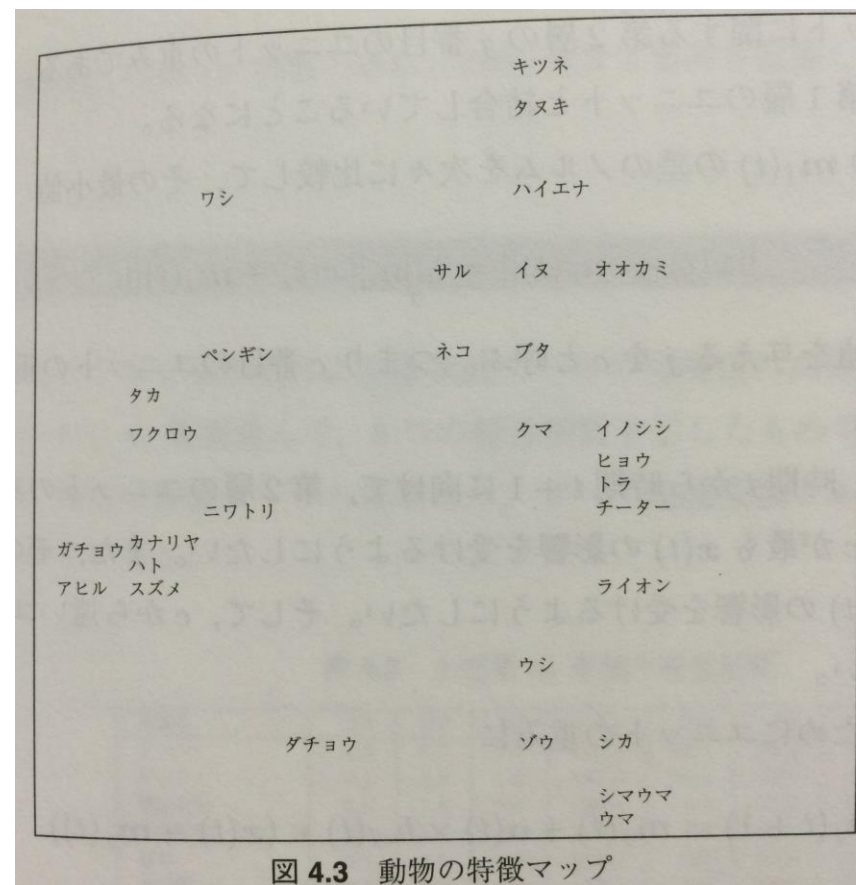 キツネ
タヌキ
ワシ ハイエナ
サル イヌ オオカミ
ペンギン ネコ ブタ
タカ
フクロウ クマ イノシシ
ヒョウ
トラ
ニワトリ チーター
ガチョウ カナリヤ
ハト
アヒル スズメ ライオン
ウシ
ダチョウ ゾウ シカ
シマウマ
ウマ
図 4.3 動物の特徴マップ